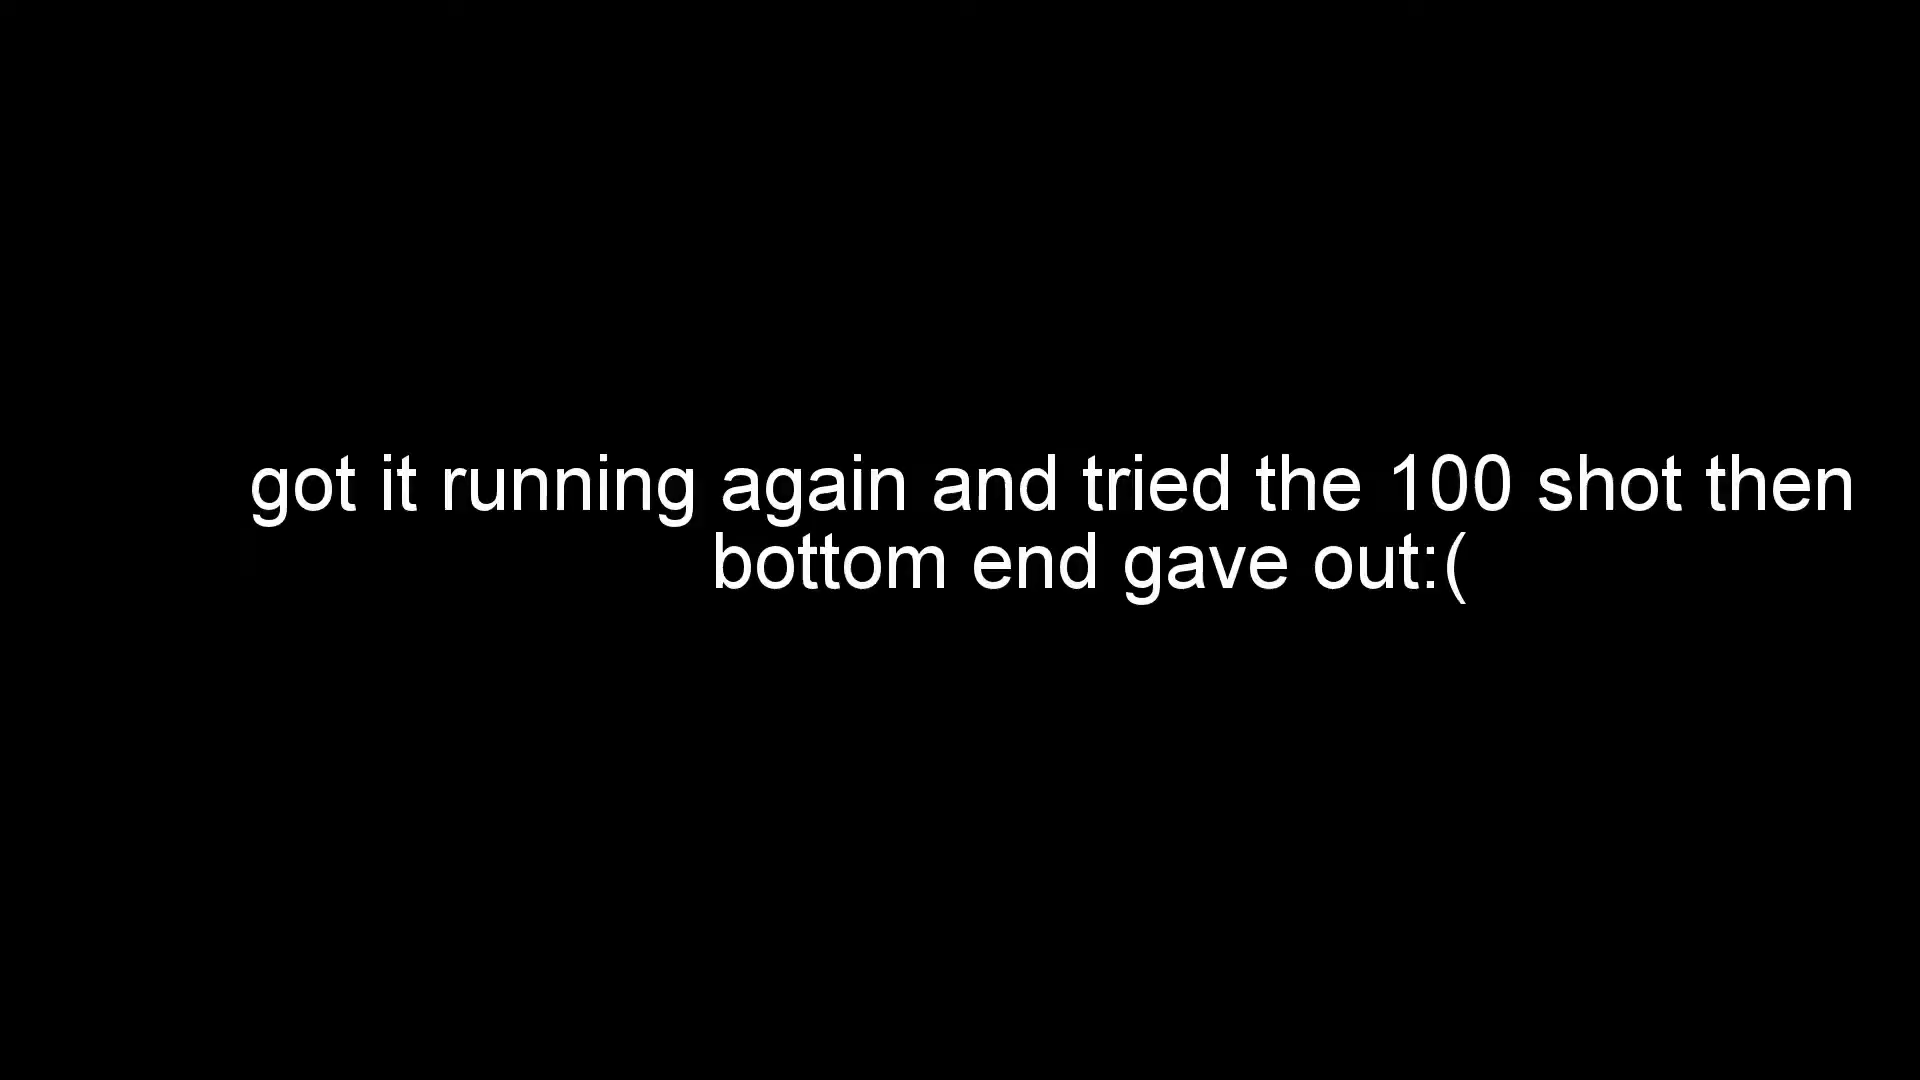 got it running again and tried the 100 shot then
bottom end gave out:(